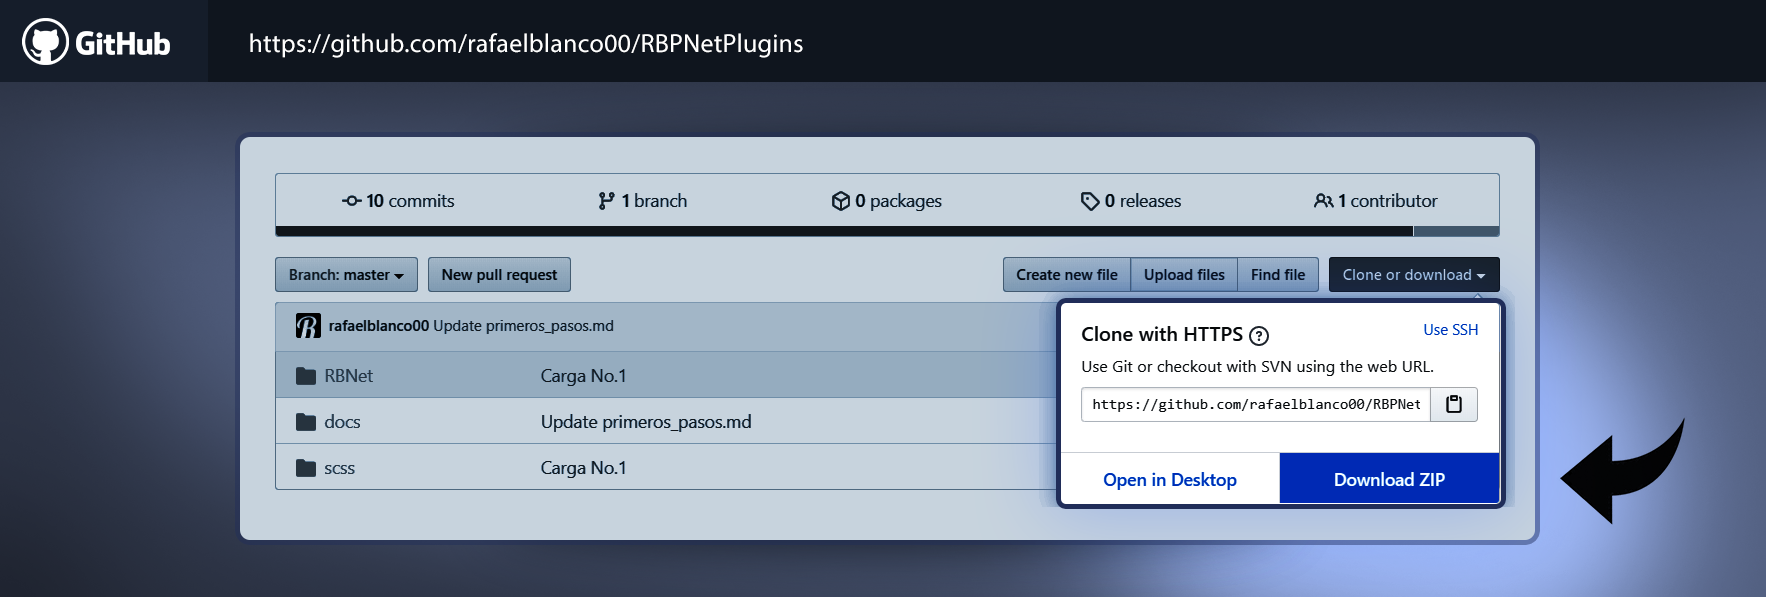 GitHub https://github.com/rafaelblanco00/RBPNetPlugins
10 commits 1 branch 0 packages 0 releases 1 contributor
Branch: master New pull request Create new file Upload files Find file Clone or download
rafaelblanco00 Update primeros_pasos.md
RBNet Carga No.1
docs Update primeros_pasos.md
scss Carga No.1
Clone with HTTPS ? Use SSH
Use Git or checkout with SVN using the web URL.
https://github.com/rafaelblanco00/RBPNet
Open in Desktop Download ZIP